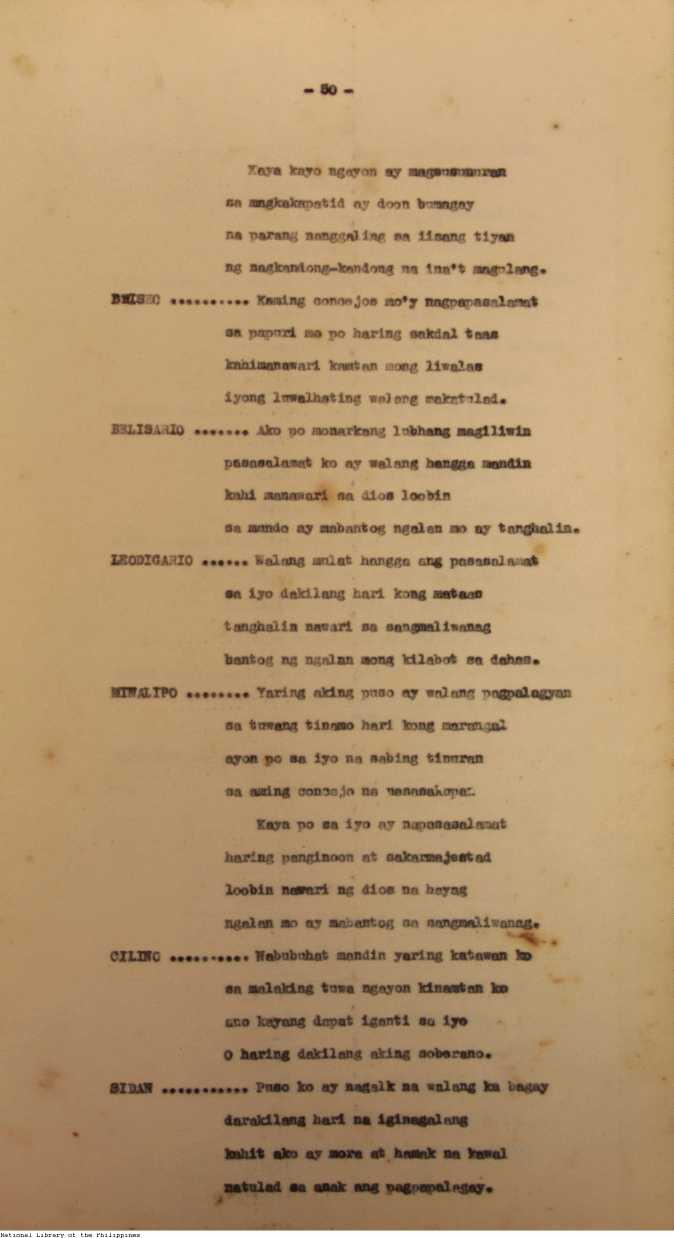 - 50 -
Kaya kayo ngayon ay magsusunuran
sa magkakapatid ay doon bumagay
na parang nanggaling sa iisang tiyan
ng nagkandong-kandong na ina't magulang.
BEISEC .......... Kaming concejos mo'y nagpapasalamat
sa papuri mo po haring sakdal taas
kahimanawari kamtan mong liwalas
iyong luwalhating walang makatulad.
BELISARIO ....... Ako po monarkang lubhang magiliwin
pasasalamat ko ay walang hangga mandin
kahi manawari sa dios loobin
sa mundo ay mabantog ngalan mo ay tanghalin.
LEODIGARIO ...... Walang mulat hangga ang pasasalamat
sa iyo dakilang hari kong mataas
tanghalin nawari sa sangmaliwanag
bantog ng ngalan mong kilabot sa dahas.
MINALIPO ........ Yaring aking puso ay walang pagpalagyan
sa tuwang tinamo hari kong marangal
ayon po sa iyo na sabing tinuran
sa aming concejo na nasasakopan
Kaya po sa iyo ay napasasalamat
haring panginoon at sakarmajestad
loobin nawari ng dios na hayag
ngalan mo ay mabantog sa sangmaliwanag.
CILINO .......... Nabubuhat mandin yaring katawan ko
sa malaking tuwa ngayon kinamtan ko
ano kayang dapat iganti sa iyo
O haring dakilang aking soberano.
SIDAN ........... Puso ko ay nagalk na walang ka bagay
darakilang hari na iginagalang
kahit ako ay mora at hamak na kawal
natulad sa anak ang pagpapalagay.
National Library of the Philippines